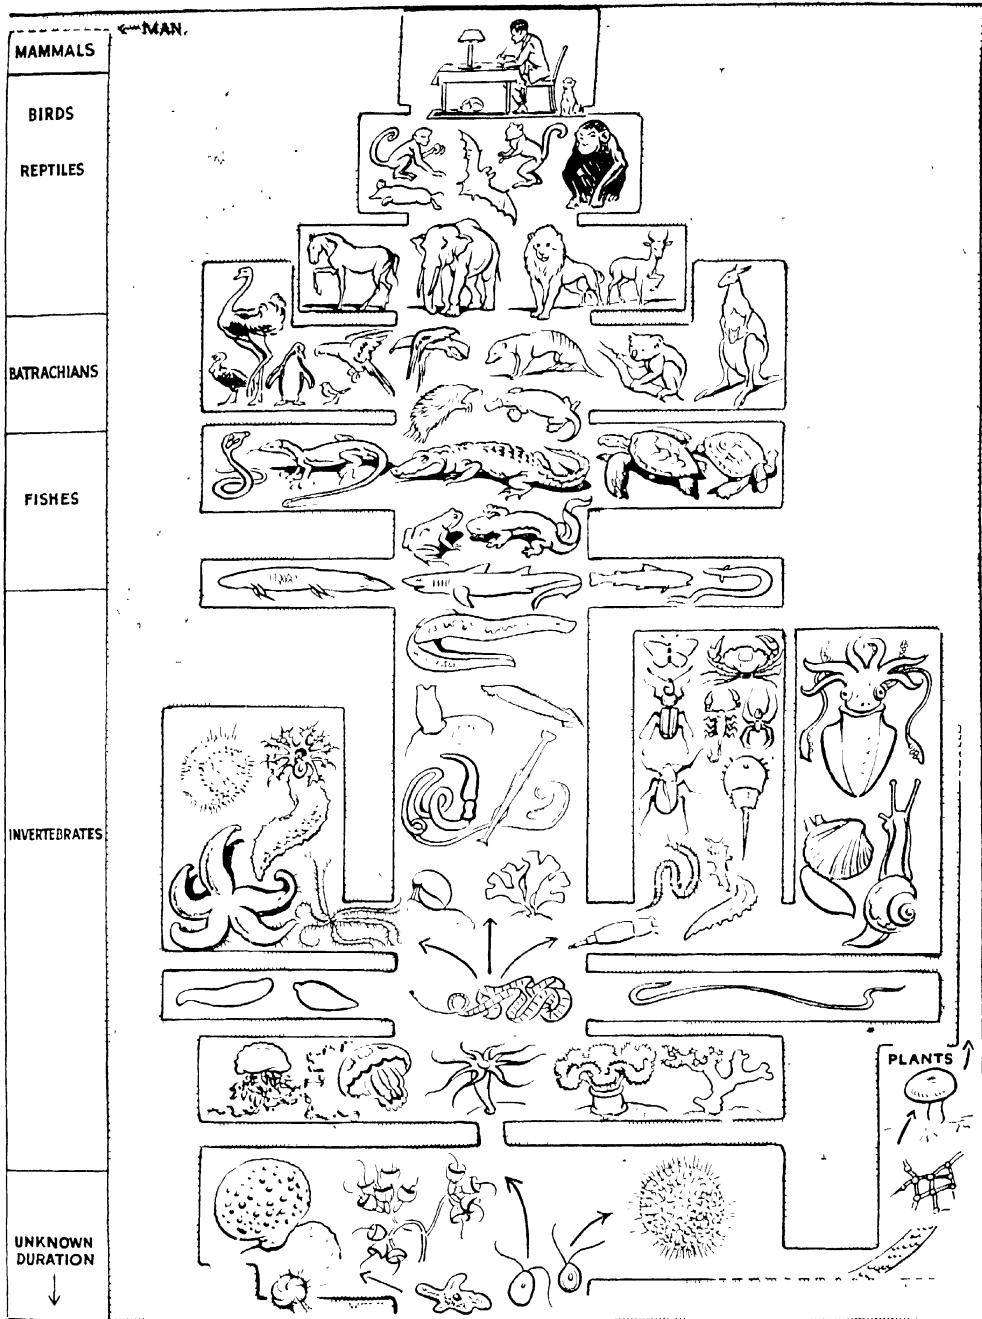 ←MAN.
MAMMALS
BIRDS
REPTILES
BATRACHIANS
FISHES
INVERTEBRATES
PLANTS
UNKNOWN
DURATION